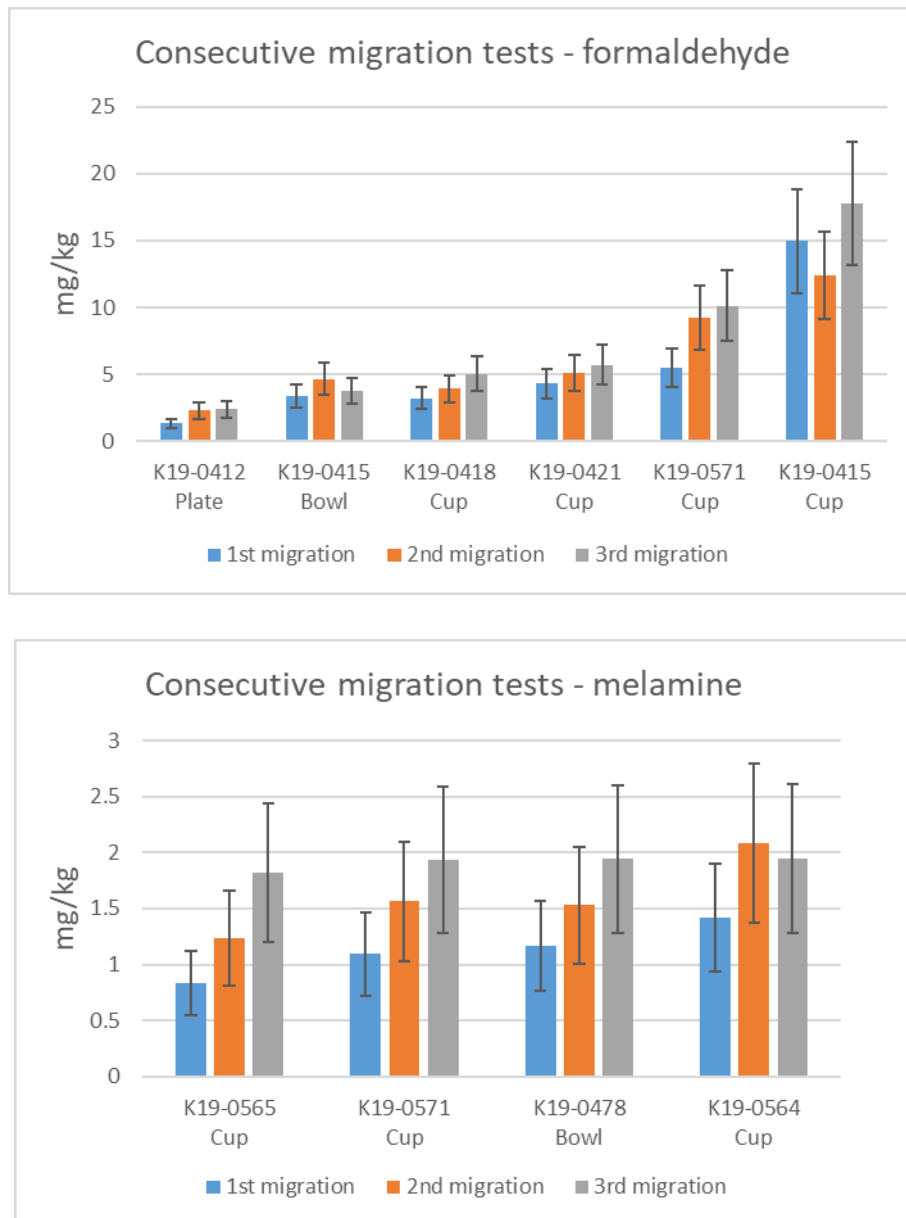 Consecutive migration tests - formaldehyde
25
20
15
10
5
0
mg/kg
K19-0412 K19-0415 K19-0418 K19-0421 K19-0571 K19-0415
Plate Bowl Cup Cup Cup Cup
1st migration 2nd migration 3rd migration
Consecutive migration tests - melamine
3
2.5
2
1.5
1
0.5
0
mg/kg
K19-0565 K19-0571 K19-0478 K19-0564
Cup Cup Bowl Cup
1st migration 2nd migration 3rd migration